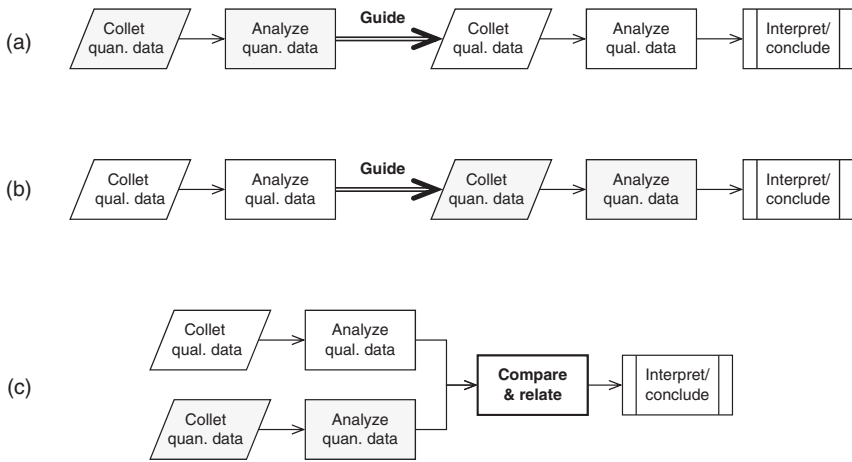 Guide
(a)
Collet
quan. data
Analyze
quan. data
Collet
qual. data
Analyze
qual. data
Interpret/
conclude
Guide
(b)
Collet
qual. data
Analyze
qual. data
Collet
quan. data
Analyze
quan. data
Interpret/
conclude
(c)
Collet
qual. data
Analyze
qual. data
Collet
quan. data
Analyze
quan. data
Compare
& relate
Interpret/
conclude